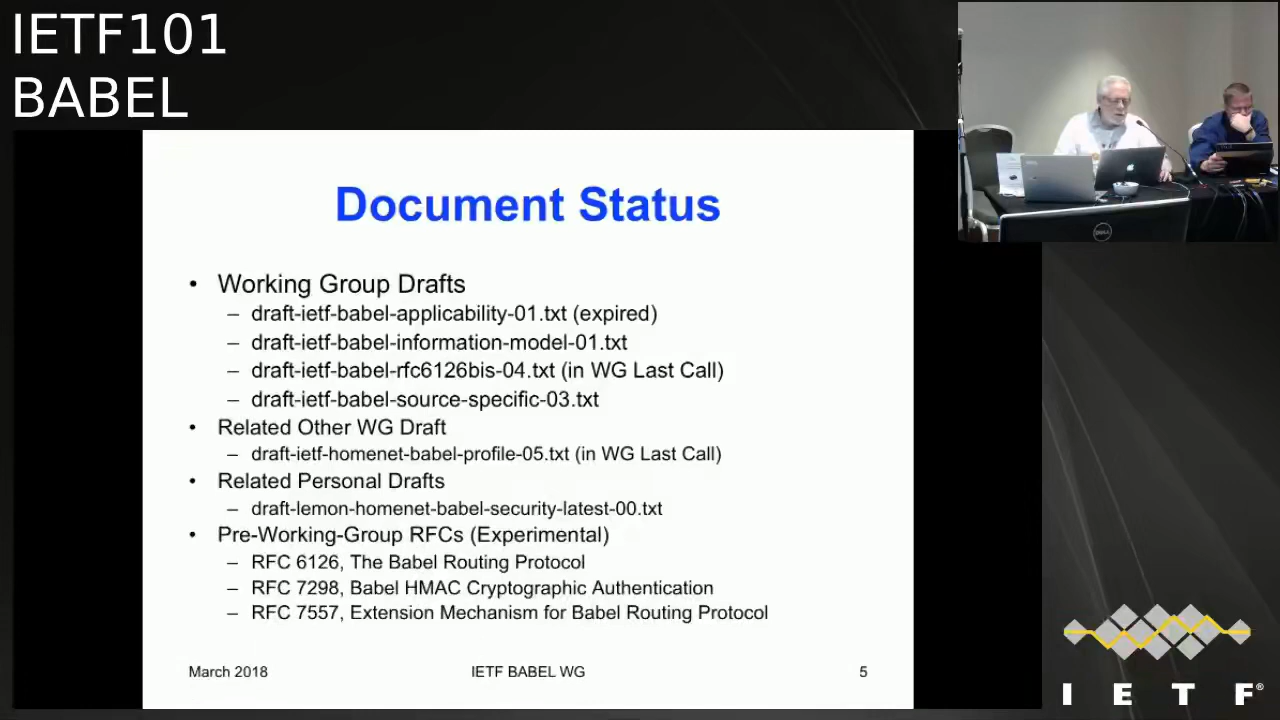 IETF101
BABEL
Document Status
• Working Group Drafts
– draft-ietf-babel-applicability-01.txt (expired)
– draft-ietf-babel-information-model-01.txt
– draft-ietf-babel-rfc6126bis-04.txt (in WG Last Call)
– draft-ietf-babel-source-specific-03.txt
• Related Other WG Draft
– draft-ietf-homenet-babel-profile-05.txt (in WG Last Call)
• Related Personal Drafts
– draft-lemon-homenet-babel-security-latest-00.txt
• Pre-Working-Group RFCs (Experimental)
– RFC 6126, The Babel Routing Protocol
– RFC 7298, Babel HMAC Cryptographic Authentication
– RFC 7557, Extension Mechanism for Babel Routing Protocol
March 2018 IETF BABEL WG 5
DELL
I E T F®